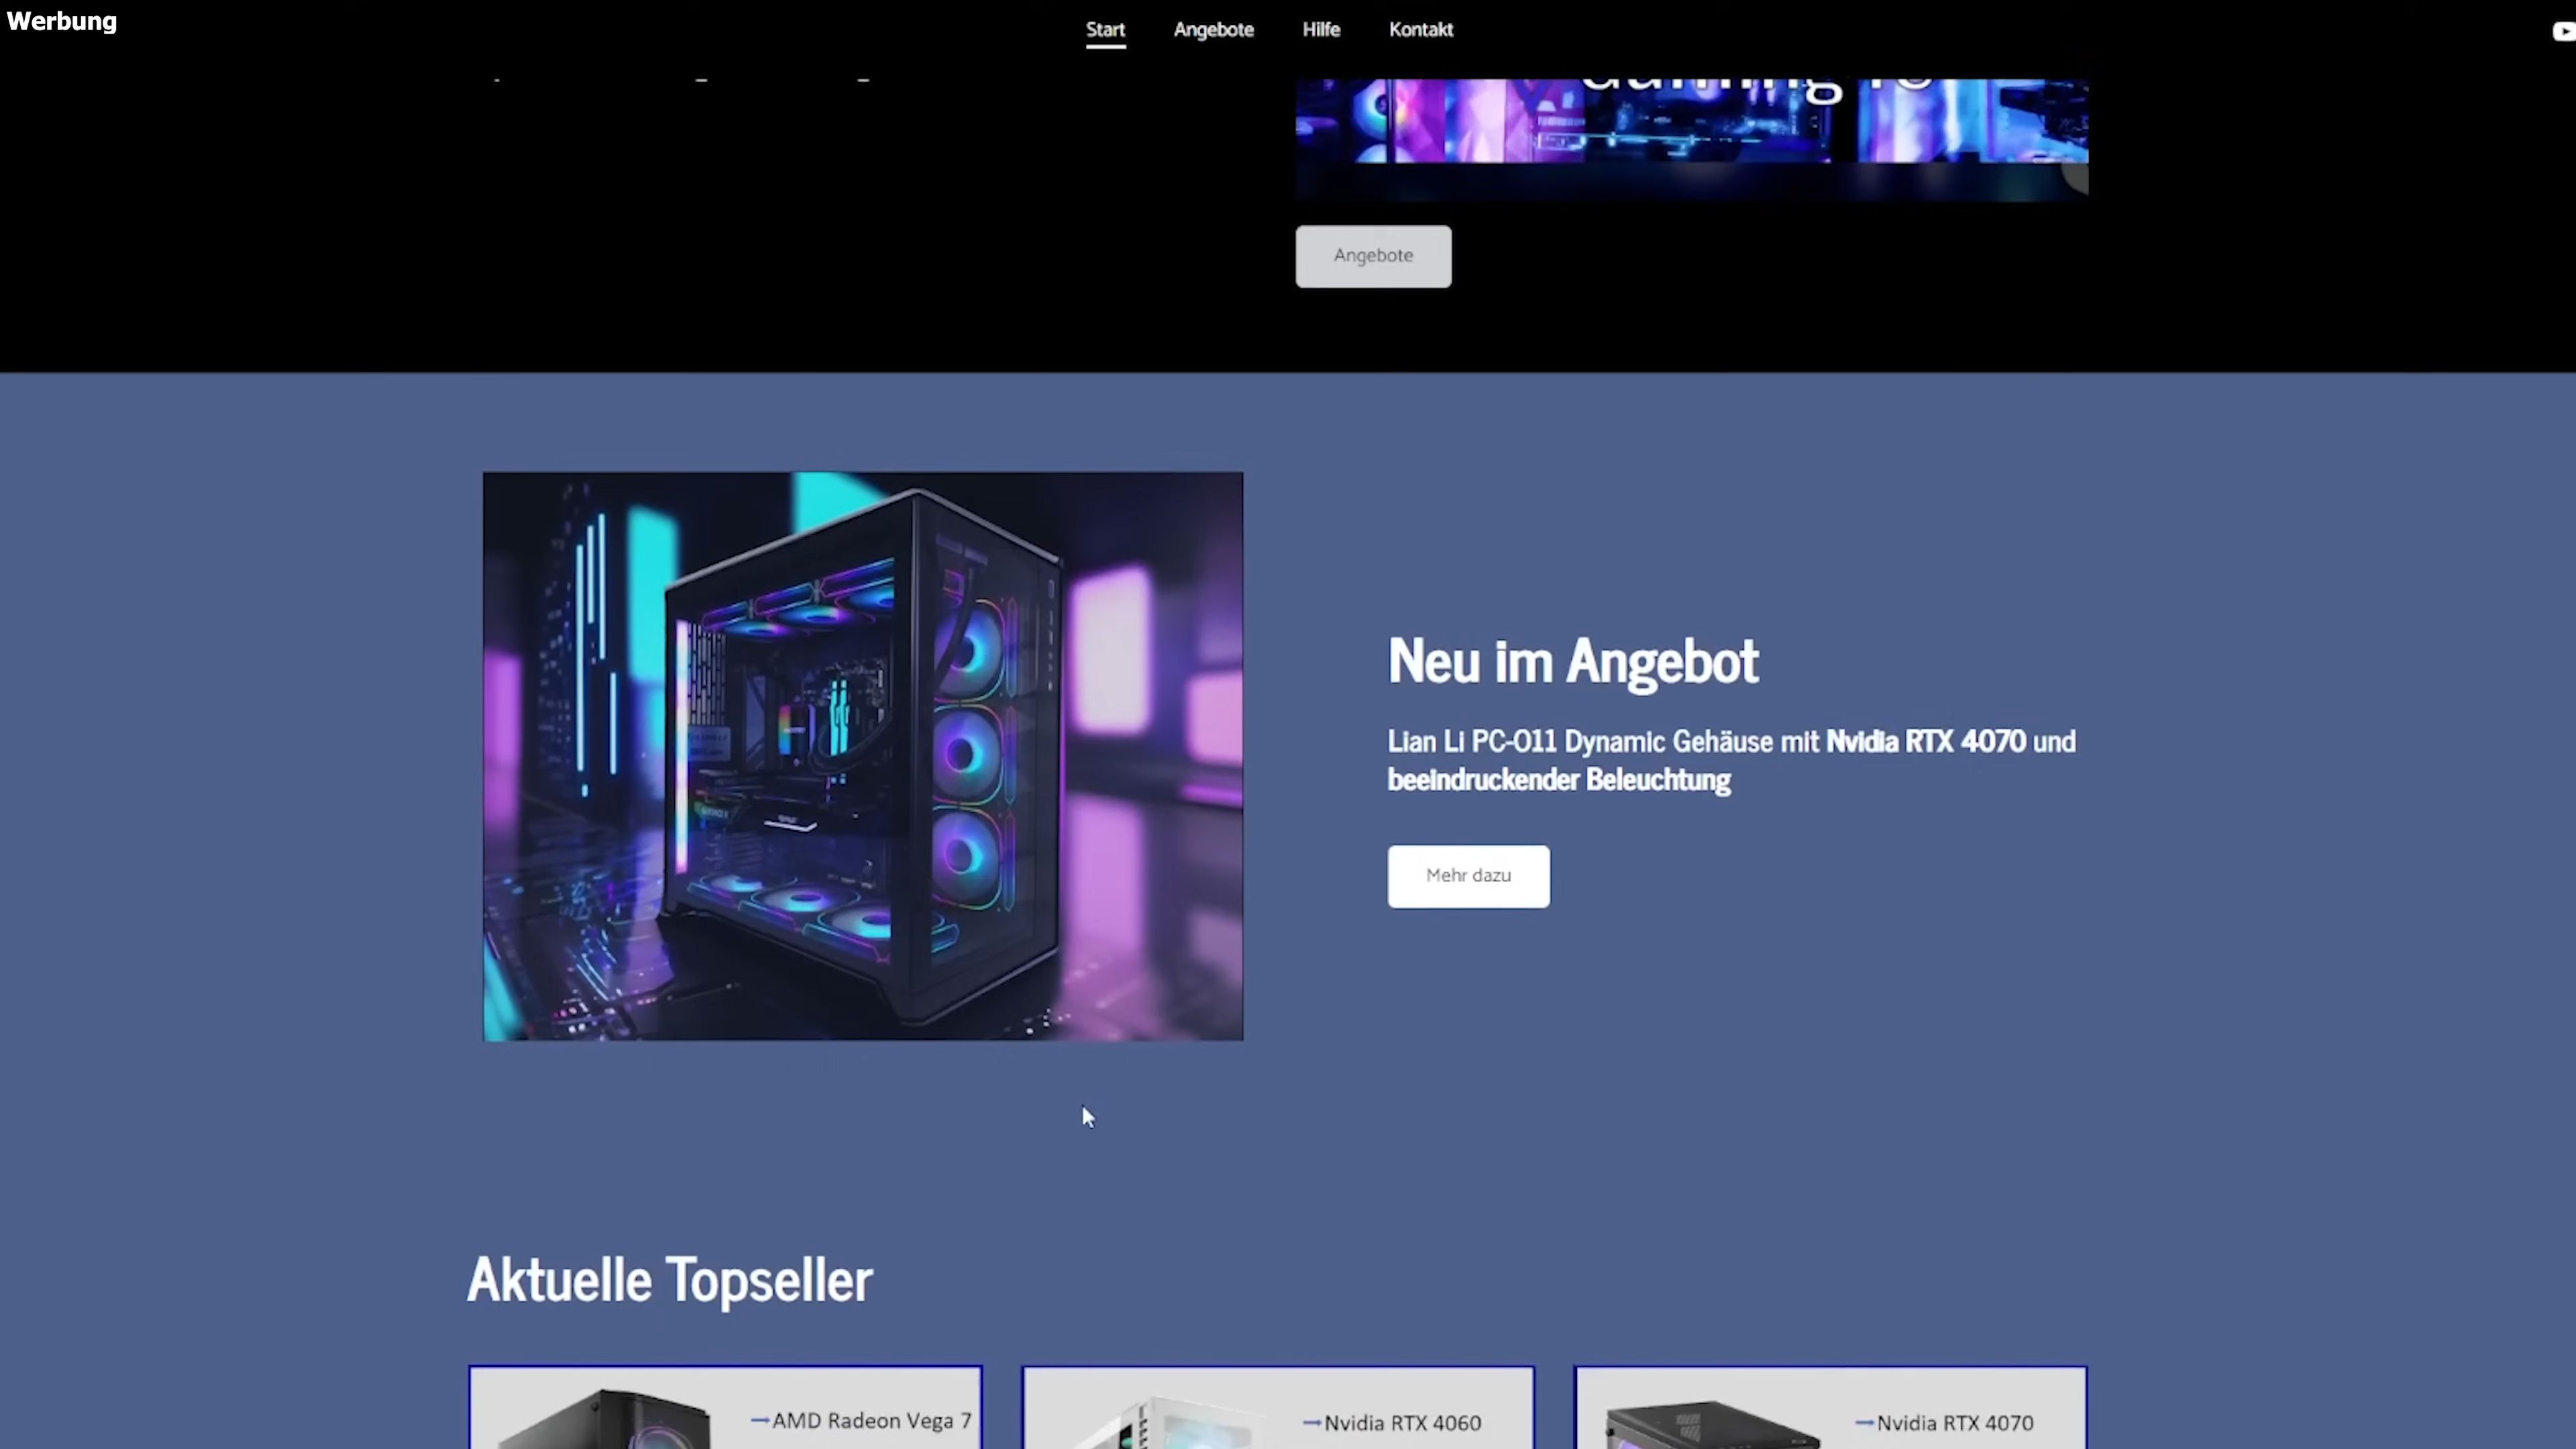 Werbung
Start
Angebote
Hilfe
Kontakt
Angebote
Neu im Angebot
Lian Li PC-O11 Dynamic Gehäuse mit Nvidia RTX 4070 und
beeindruckender Beleuchtung
Mehr dazu
Aktuelle Topseller
→AMD Radeon Vega 7
→Nvidia RTX 4060
→Nvidia RTX 4070